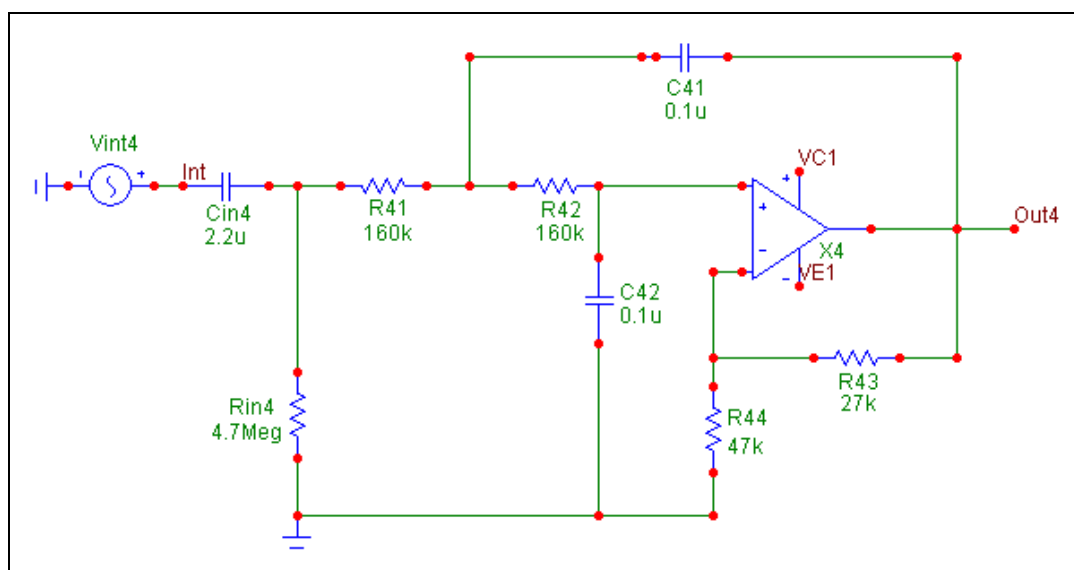 C41
0.1u
Vint4
Int
Cin4
2.2u
R41
160k
R42
160k
VC1
+
+
-
X4
VE1
-
Out4
C42
0.1u
R43
27k
Rin4
4.7Meg
R44
47k